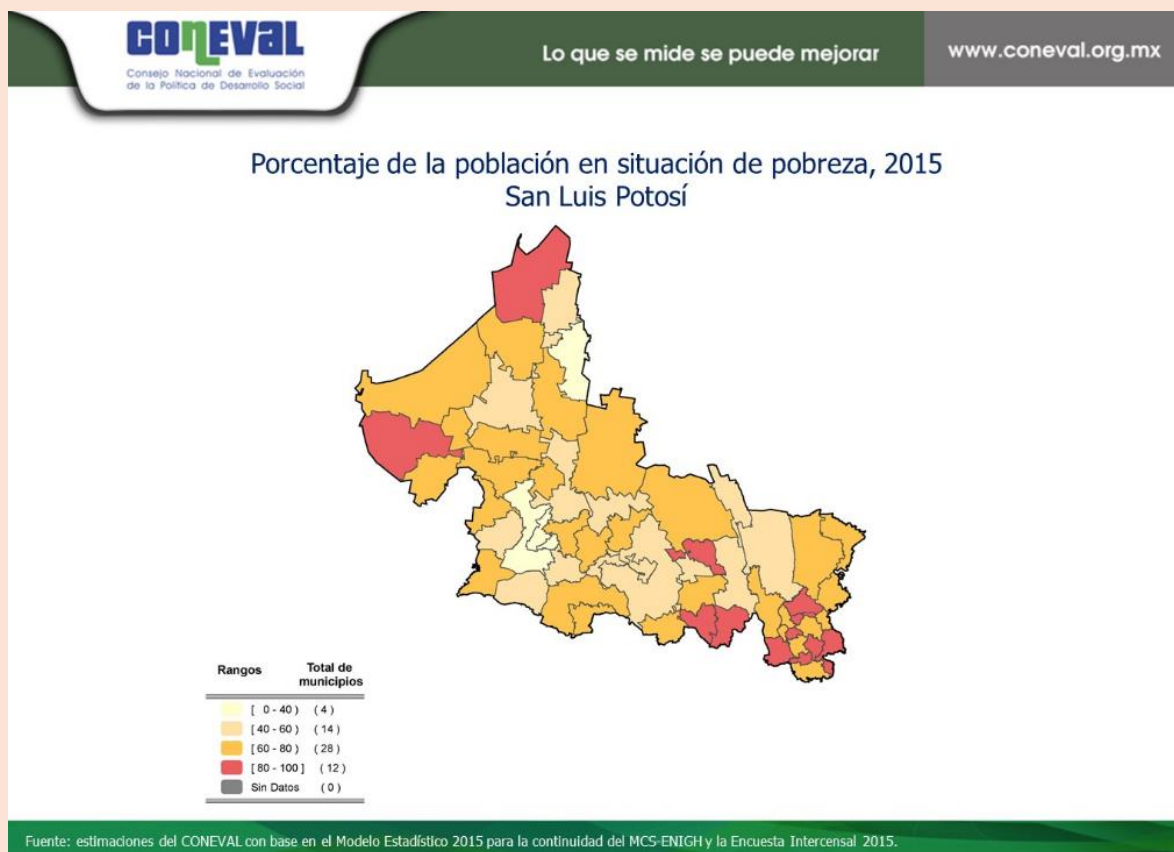 CONEVAL
Consejo Nacional de Evaluación
de la Política de Desarrollo Social
Lo que se mide se puede mejorar
www.coneval.org.mx
Porcentaje de la población en situación de pobreza, 2015
San Luis Potosí
Rangos Total de municipios
[ 0 - 40 ) ( 4 )
[ 40 - 60 ) ( 14 )
[ 60 - 80 ) ( 28 )
[ 80 - 100 ] ( 12 )
Sin Datos ( 0 )
Fuente: estimaciones del CONEVAL con base en el Modelo Estadístico 2015 para la continuidad del MCS-ENIGH y la Encuesta Intercensal 2015.